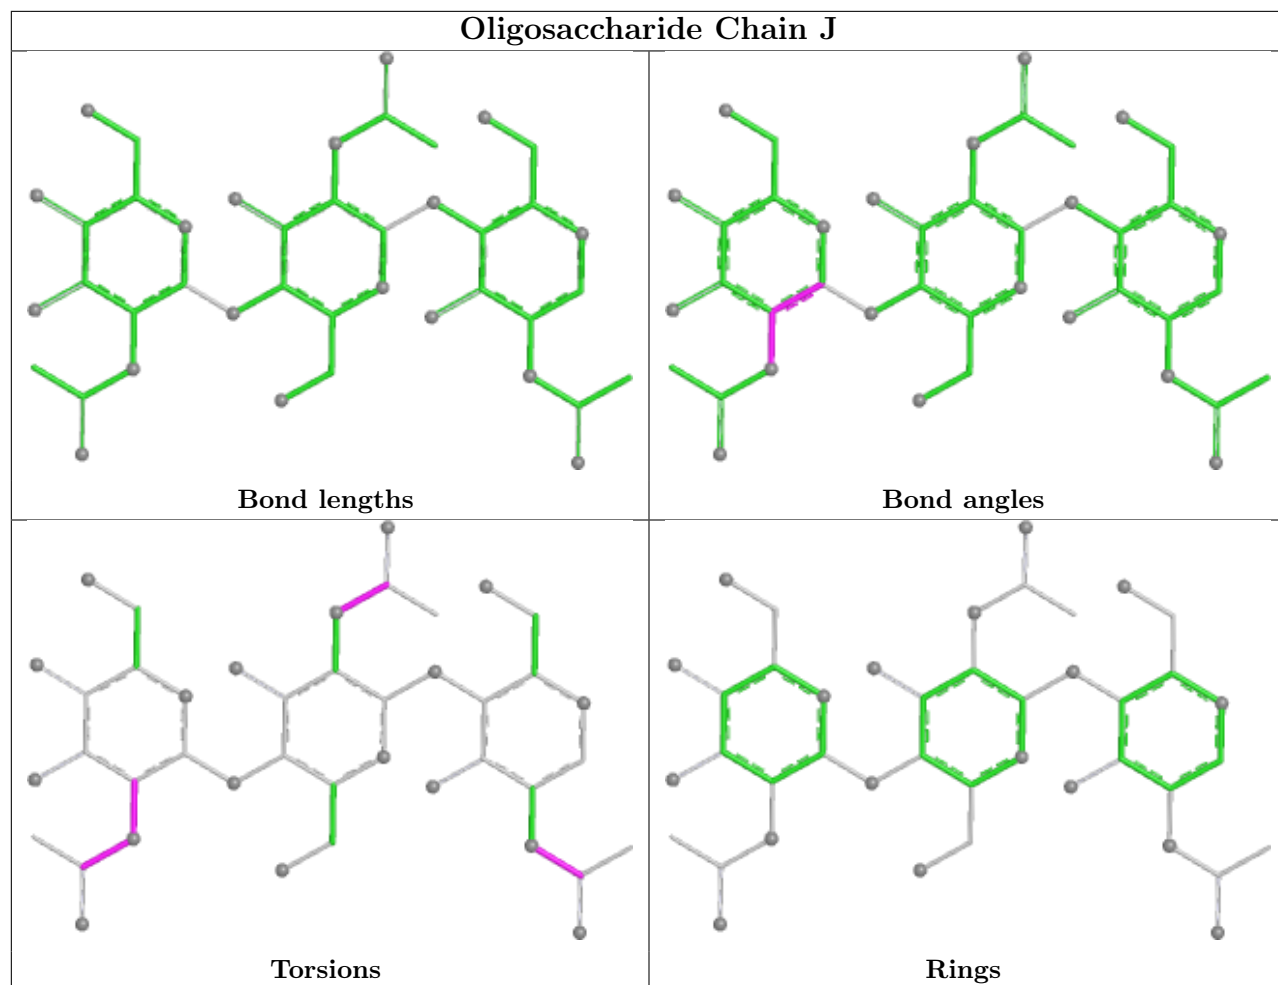 Oligosaccharide Chain J
Bond lengths
Bond angles
Torsions
Rings